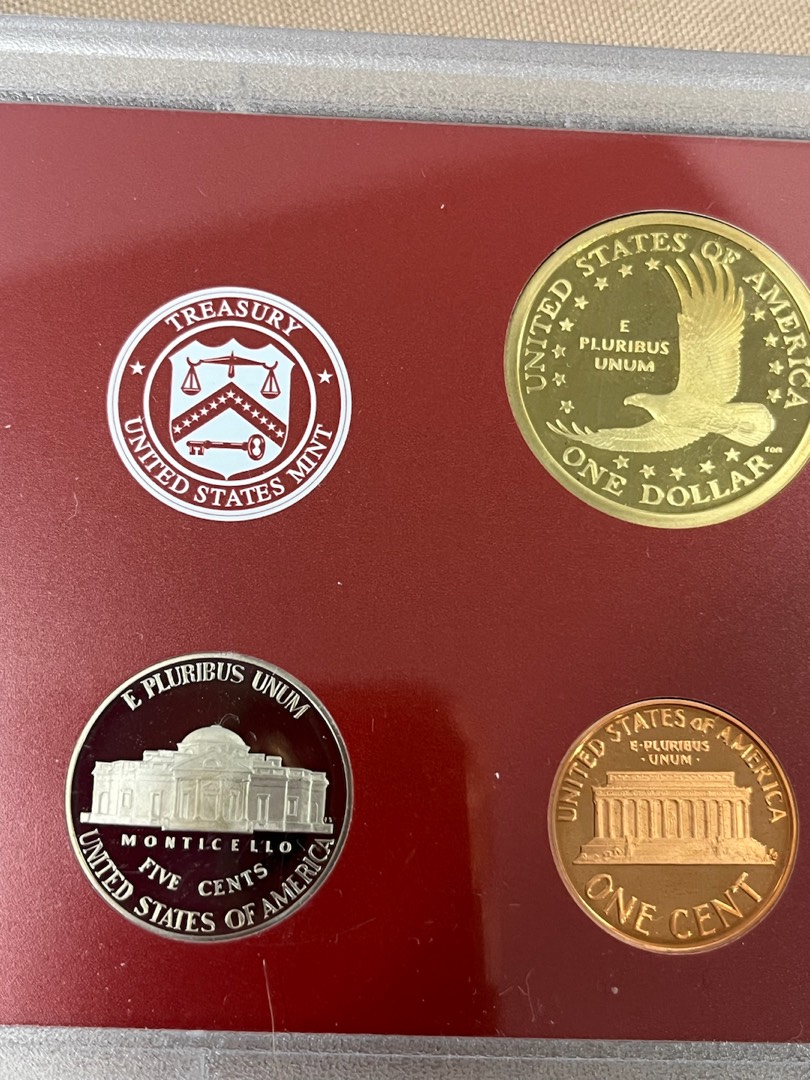 TREASURY
UNITED STATES MINT
UNITED STATES OF AMERICA
E
PLURIBUS
UNUM
ONE DOLLAR
E PLURIBUS UNUM
MONTICELLO
FIVE CENTS
UNITED STATES OF AMERICA
UNITED STATES OF AMERICA
E·PLURIBUS
·UNUM·
ONE CENT